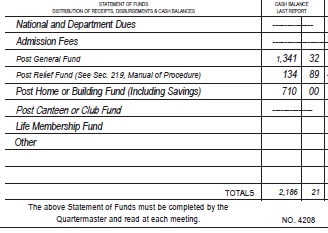 STATEMENT OF FUNDS CASH BALANCE
DISTRIBUTION OF RECEIPTS, DISBURSEMENTS & CASH BALANCES LAST REPORT
National and Department Dues ----------------
Admission Fees --------------------
Post General Fund 1,341 32
Post Relief Fund (See Sec. 219, Manual of Procedure) 134 89
Post Home or Building Fund (Including Savings) 710 00
Post Canteen or Club Fund ----------------
Life Membership Fund
Other
TOTALS 2,186 21
The above Statement of Funds must be completed by the
Quartermaster and read at each meeting. NO. 4208